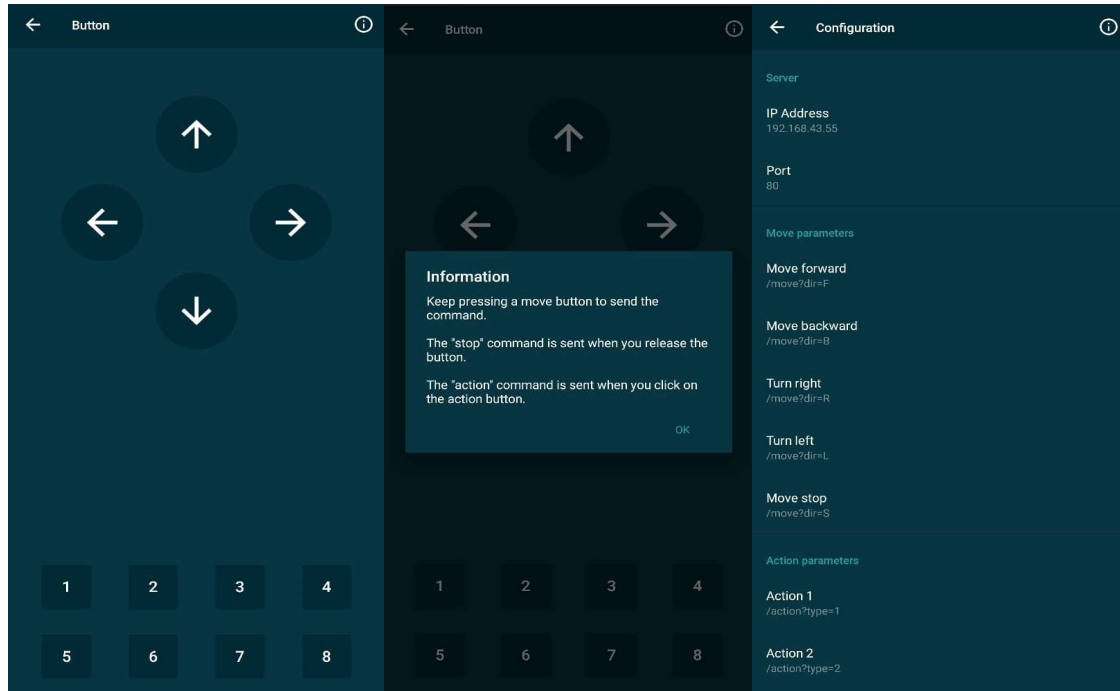 Button
1 2 3 4
5 6 7 8
Button
Information
Keep pressing a move button to send the
command.
The "stop" command is sent when you release the
button.
The "action" command is sent when you click on
the action button.
OK
1 2 3 4
5 6 7 8
Configuration
Server
IP Address
192.168.43.55
Port
80
Move parameters
Move forward
/move?dir=F
Move backward
/move?dir=B
Turn right
/move?dir=R
Turn left
/move?dir=L
Move stop
/move?dir=S
Action parameters
Action 1
/action?type=1
Action 2
/action?type=2